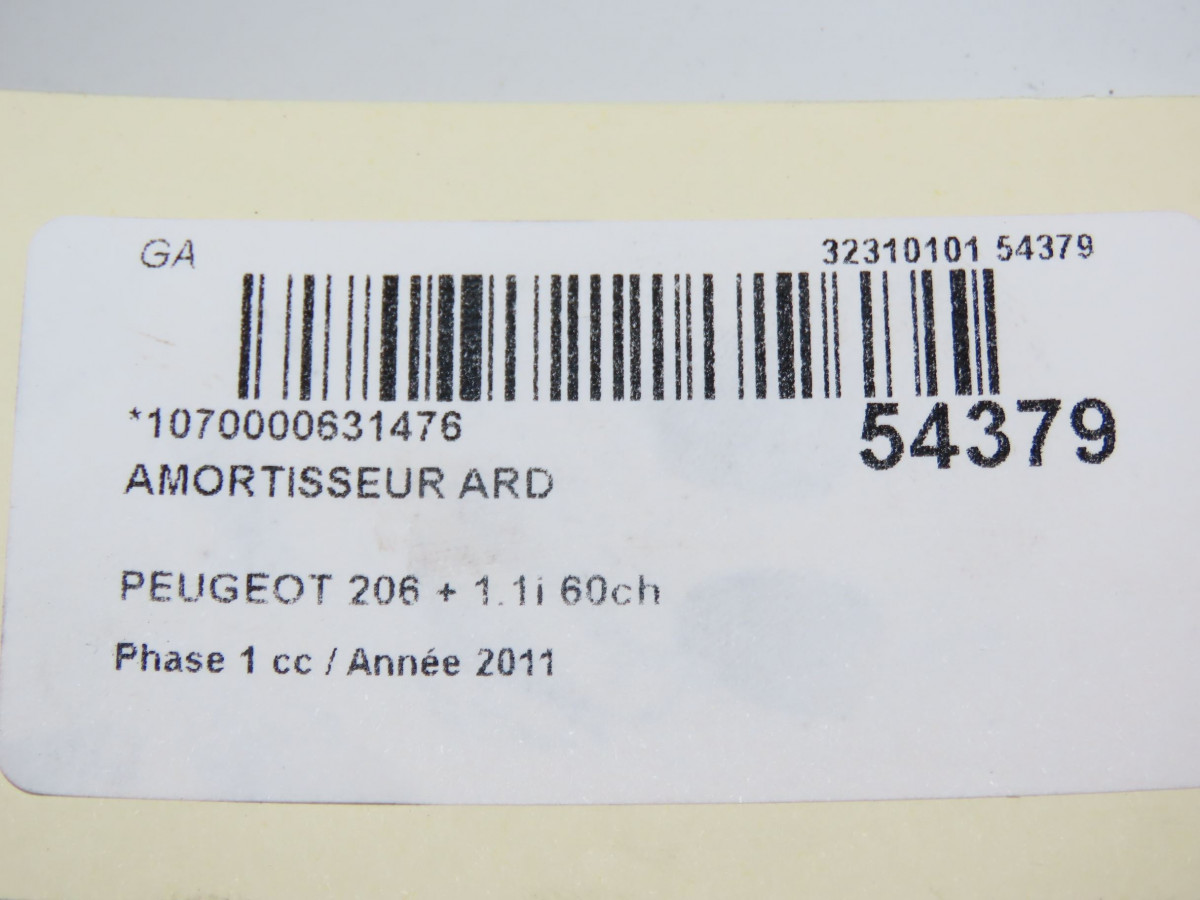 GA 32310101 54379
*1070000631476 54379
AMORTISSEUR ARD
PEUGEOT 206 + 1.1i 60ch
Phase 1 cc / Année 2011